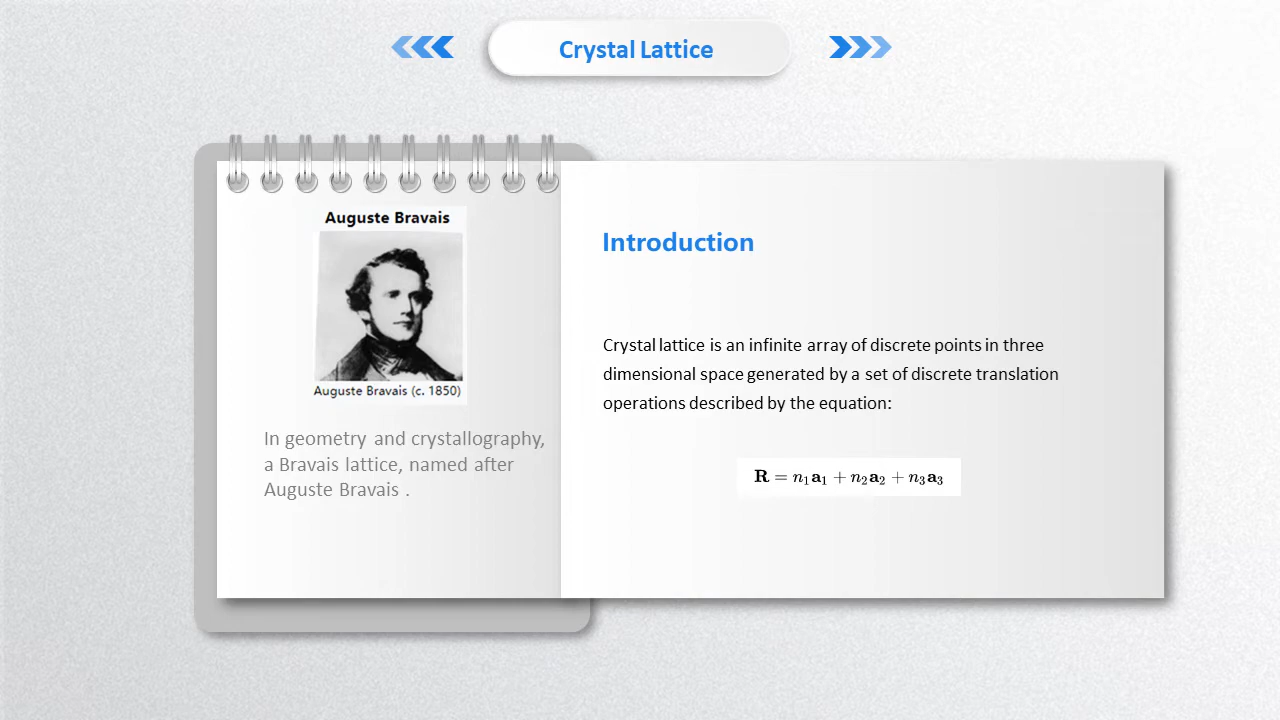 Crystal Lattice
Auguste Bravais
Auguste Bravais (c. 1850)
In geometry and crystallography,
a Bravais lattice, named after
Auguste Bravais .
Introduction
Crystal lattice is an infinite array of discrete points in three
dimensional space generated by a set of discrete translation
operations described by the equation:
R = n₁a₁ + n₂a₂ + n₃a₃